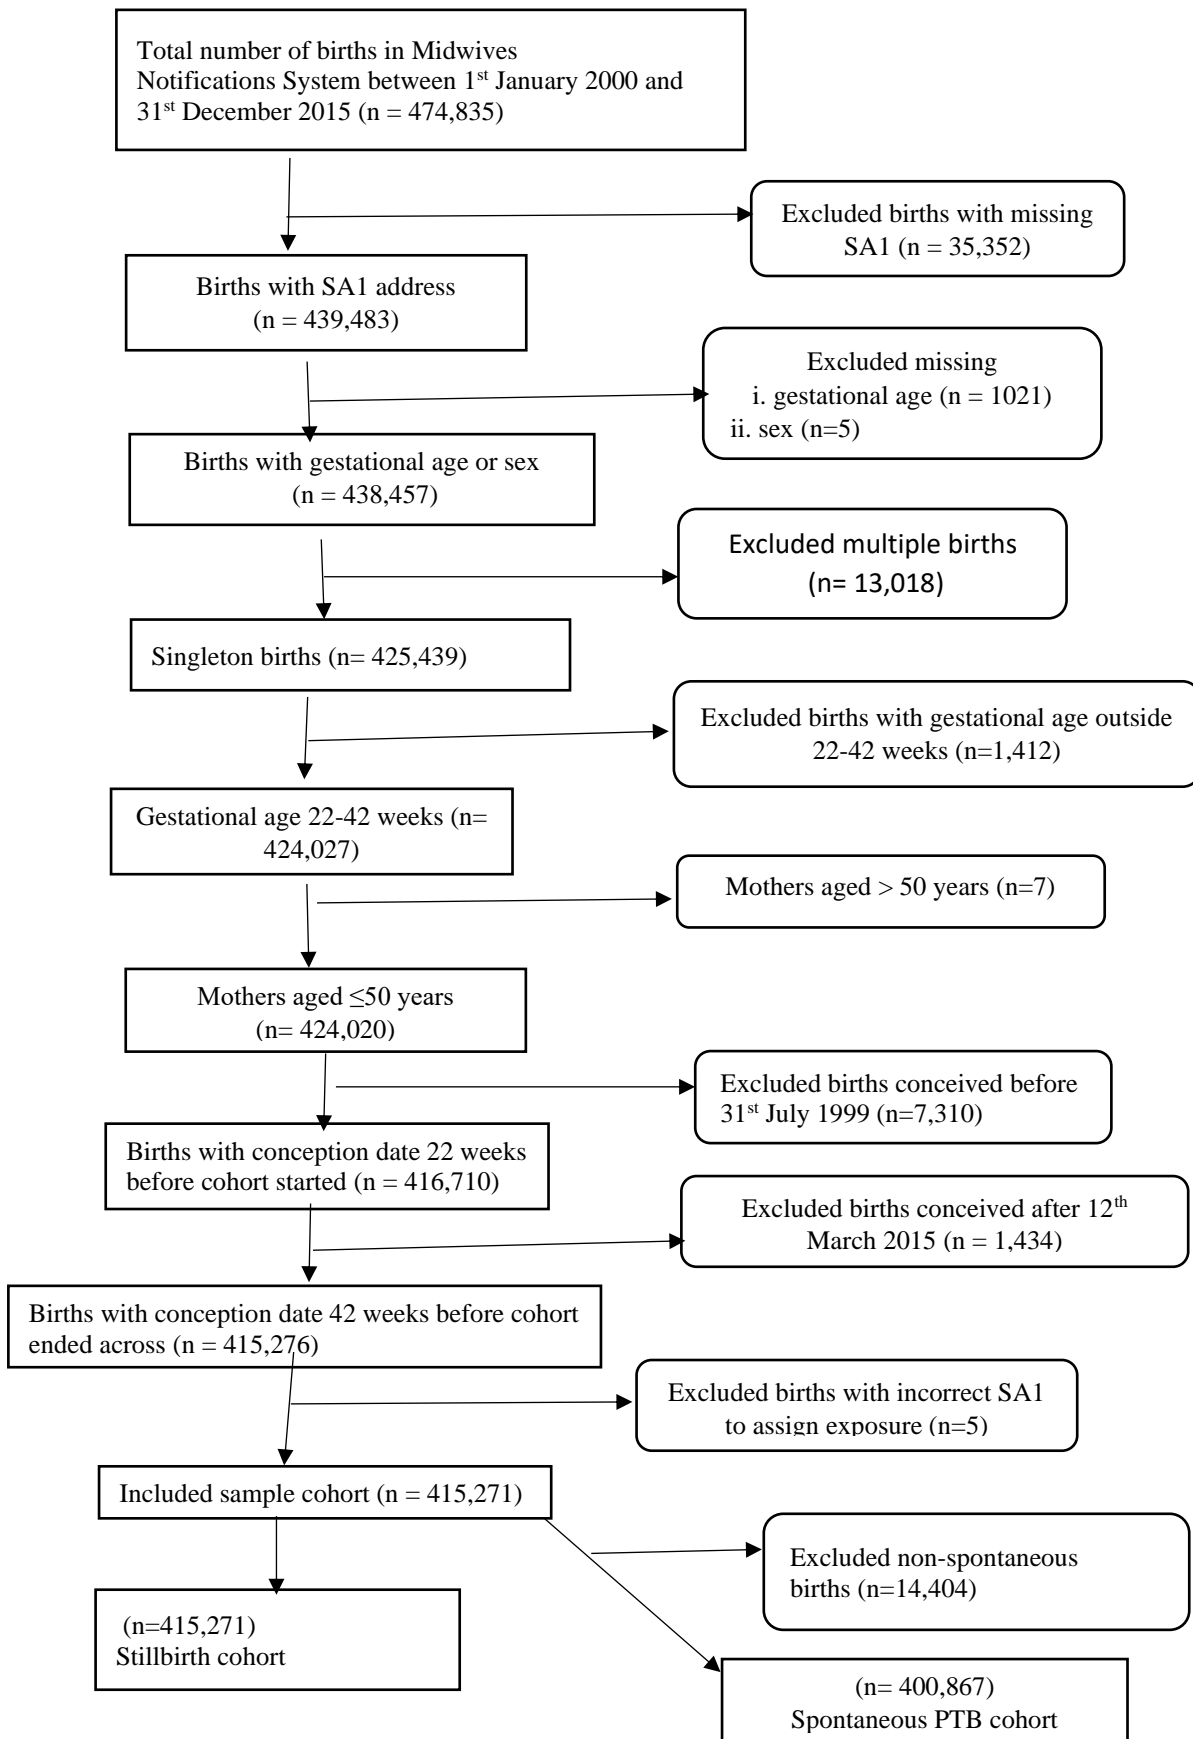 Total number of births in Midwives
Notifications System between 1st January 2000 and
31st December 2015 (n = 474,835)
Excluded births with missing
SA1 (n = 35,352)
Births with SA1 address
(n = 439,483)
Excluded missing
i. gestational age (n = 1021)
ii. sex (n=5)
Births with gestational age or sex
(n = 438,457)
Excluded multiple births
(n= 13,018)
Singleton births (n= 425,439)
Excluded births with gestational age outside
22-42 weeks (n=1,412)
Gestational age 22-42 weeks (n=
424,027)
Mothers aged > 50 years (n=7)
Mothers aged ≤50 years
(n= 424,020)
Excluded births conceived before
31st July 1999 (n=7,310)
Births with conception date 22 weeks
before cohort started (n = 416,710)
Excluded births conceived after 12th
March 2015 (n = 1,434)
Births with conception date 42 weeks before cohort
ended across (n = 415,276)
Excluded births with incorrect SA1
to assign exposure (n=5)
Included sample cohort (n = 415,271)
Excluded non-spontaneous
births (n=14,404)
(n=415,271)
Stillbirth cohort
(n= 400,867)
Spontaneous PTB cohort